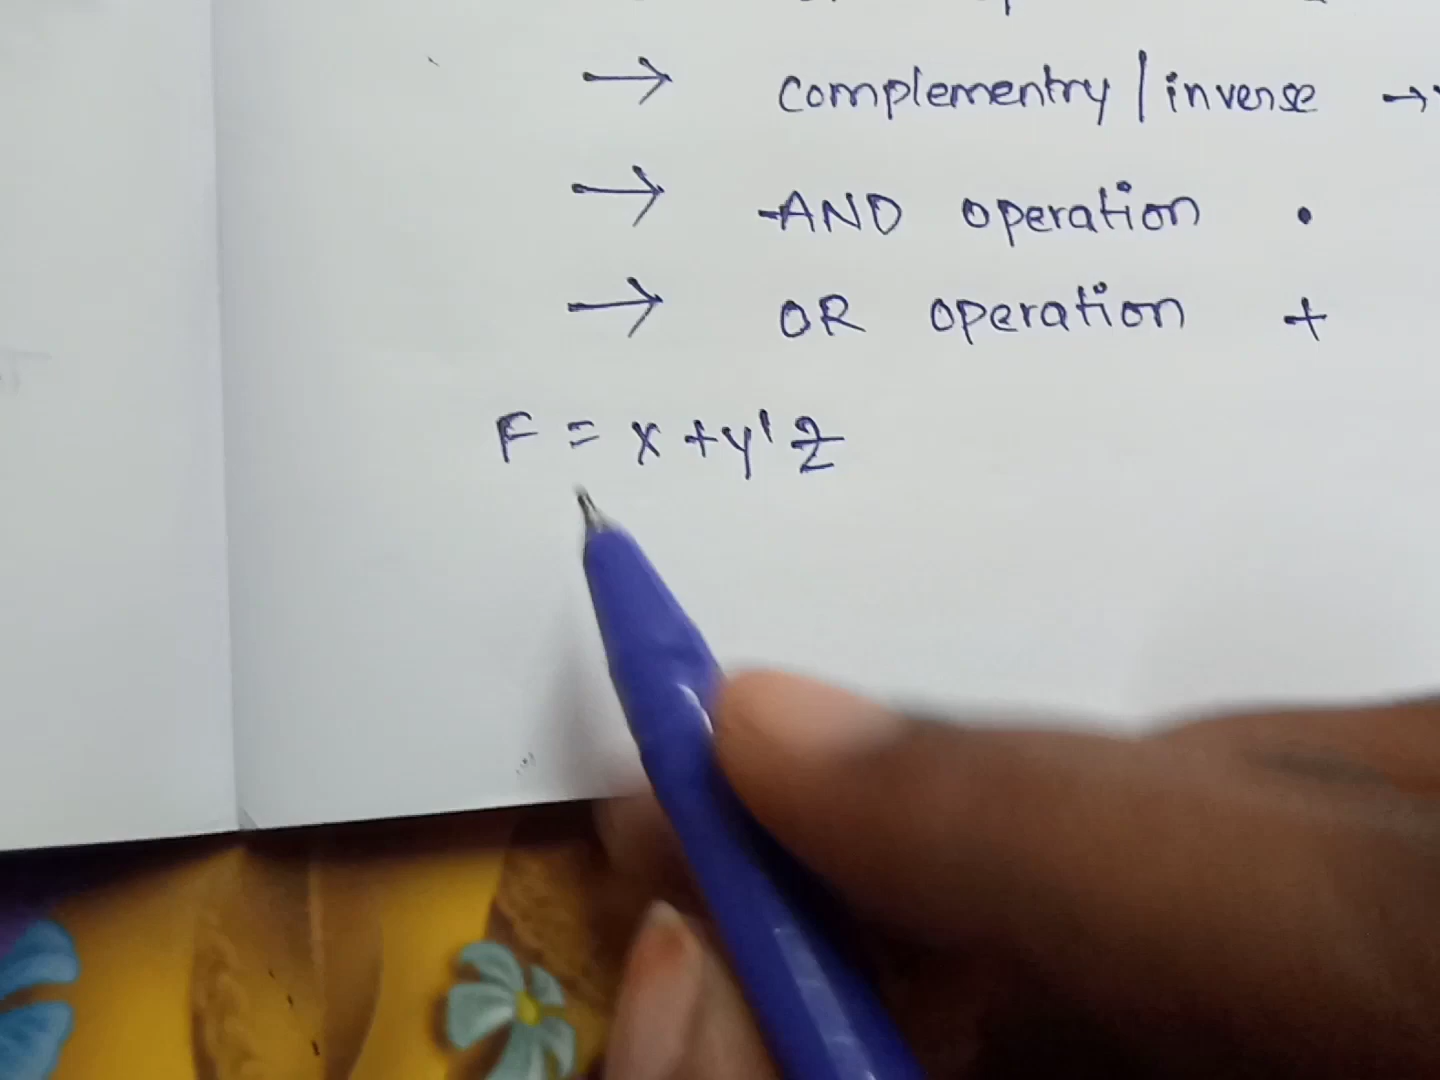 → Complementry / inverse →
→ AND operation •
→ OR operation +
F = x + y' z